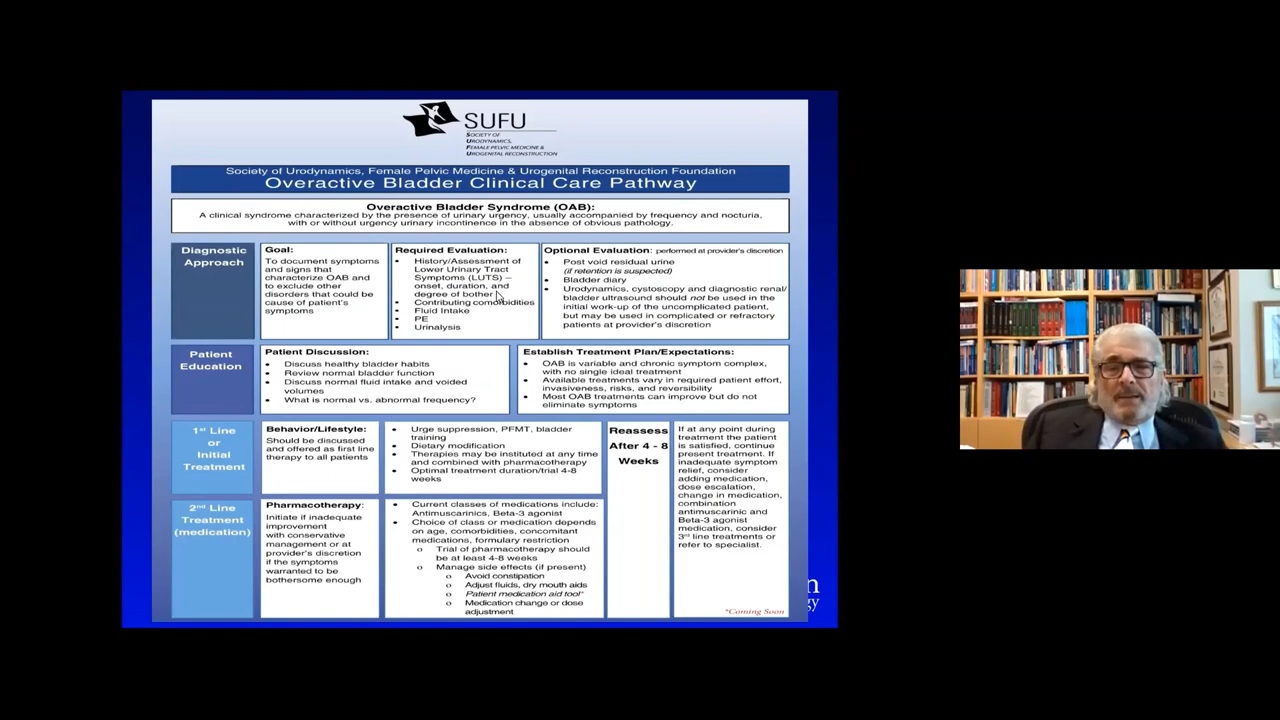 SUFU
SOCIETY OF
URODYNAMICS,
FEMALE PELVIC MEDICINE &
UROGENITAL RECONSTRUCTION
Society of Urodynamics, Female Pelvic Medicine & Urogenital Reconstruction Foundation
Overactive Bladder Clinical Care Pathway
Overactive Bladder Syndrome (OAB):
A clinical syndrome characterized by the presence of urinary urgency, usually accompanied by frequency and nocturia,
with or without urgency urinary incontinence in the absence of obvious pathology.
Diagnostic
Approach
Goal:
To document symptoms
and signs that
characterize OAB and
to exclude other
disorders that could be
cause of patient's
symptoms
Required Evaluation:
• History/Assessment of
Lower Urinary Tract
Symptoms (LUTS) –
onset, duration, and
degree of bother
• Contributing comorbidities
• Fluid Intake
• PE
• Urinalysis
Optional Evaluation: performed at provider's discretion
• Post void residual urine
(if retention is suspected)
• Bladder diary
• Urodynamics, cystoscopy and diagnostic renal/
bladder ultrasound should not be used in the
initial work-up of the uncomplicated patient,
but may be used in complicated or refractory
patients at provider's discretion
Patient
Education
Patient Discussion:
• Discuss healthy bladder habits
• Review normal bladder function
• Discuss normal fluid intake and voided
volumes
• What is normal vs. abnormal frequency?
Establish Treatment Plan/Expectations:
• OAB is variable and chronic symptom complex,
with no single ideal treatment
• Available treatments vary in required patient effort,
invasiveness, risks, and reversibility
• Most OAB treatments can improve but do not
eliminate symptoms
1st Line
or
Initial
Treatment
Behavior/Lifestyle:
Should be discussed
and offered as first line
therapy to all patients
• Urge suppression, PFMT, bladder
training
• Dietary modification
• Therapies may be instituted at any time
and combined with pharmacotherapy
• Optimal treatment duration/trial 4-8
weeks
Reassess
After 4 - 8
Weeks
If at any point during
treatment the patient
is satisfied, continue
present treatment. If
inadequate symptom
relief, consider
adding medication,
dose escalation,
change in medication,
combination
antimuscarinic and
Beta-3 agonist
medication, consider
3rd line treatments or
refer to specialist.
2nd Line
Treatment
(medication)
Pharmacotherapy:
Initiate if inadequate
improvement
with conservative
management or at
provider's discretion
if the symptoms
warranted to be
bothersome enough
• Current classes of medications include:
Antimuscarinics, Beta-3 agonist
• Choice of class or medication depends
on age, comorbidities, concomitant
medications, formulary restriction
o Trial of pharmacotherapy should
be at least 4-8 weeks
o Manage side effects (if present)
o Avoid constipation
o Adjust fluids, dry mouth aids
o Patient medication aid tool*
o Medication change or dose
adjustment
*Coming Soon